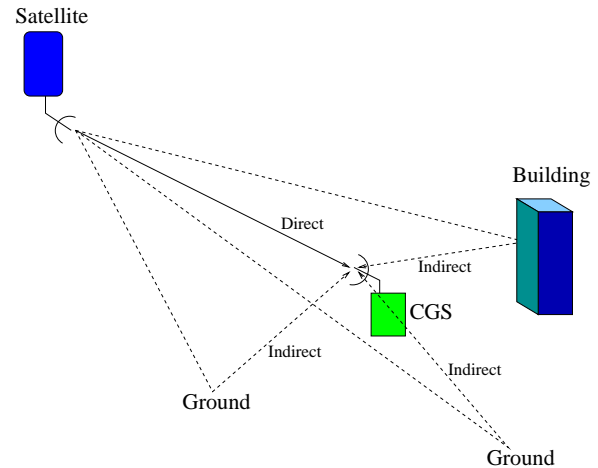 Satellite
Building
Direct
Indirect
CGS
Indirect
Indirect
Ground
Ground